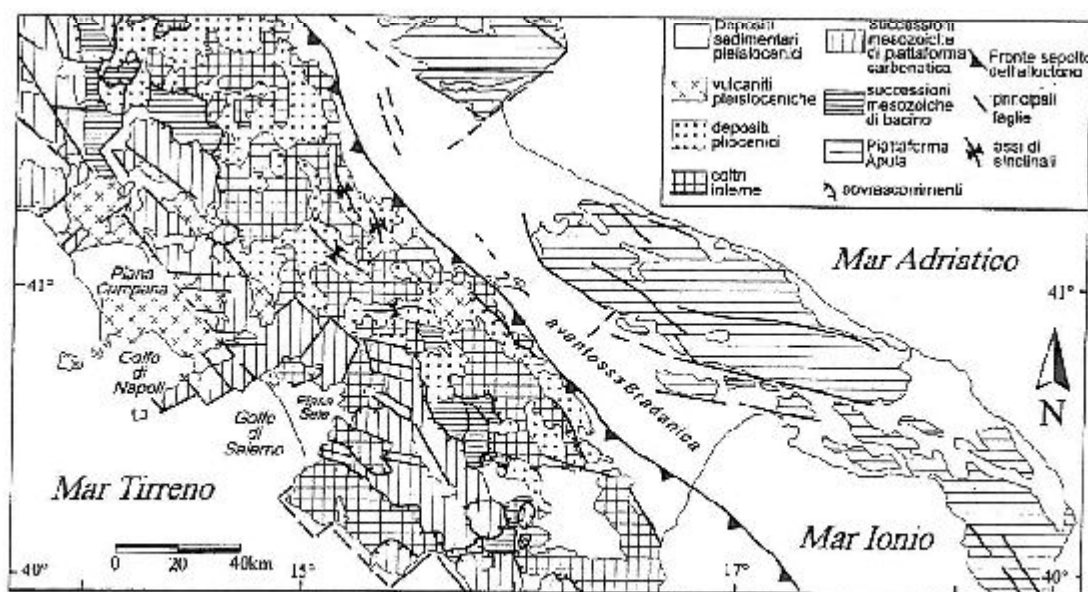 Depositi
sedimentari
pleistocenici
vulcaniti
pleistoceniche
depositi
pliocenici
coltri
interne
successioni
mesozoiche
di piattaforma
carbonatica
successioni
mesozoiche
di bacino
Piattaforma
Apula
sovrascorrimenti
Fronte sepolto
dell'alloctono
principali
faglie
assi di
sinclinali
Mar Adriatico
41°
41°
Piana
Campana
Golfo
di
Napoli
avanfossa Bradanica
N
Piana
Sele
Golfo
di
Salerno
Mar Tirreno
Mar Ionio
0 20 40km
40°
15
17°
40°